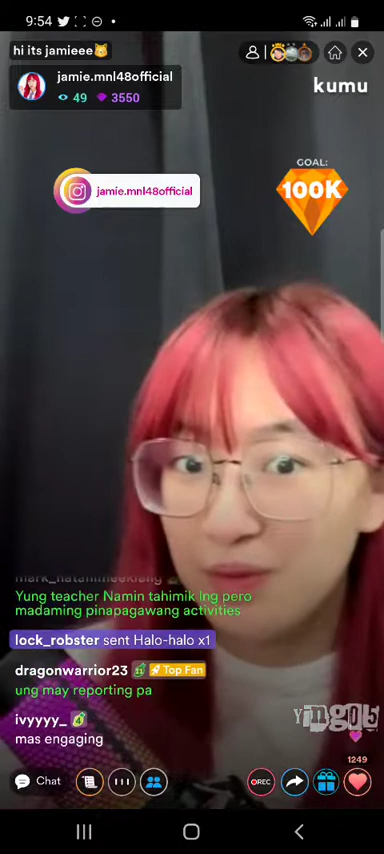 9:54
hi its jamieee
jamie.mnl48official
49 3550
kumu
jamie.mnl48official
GOAL:
100K
Yung teacher Namin tahimik lng pero
madaming pinapagawang activities
lock_robster sent Halo-halo x1
dragonwarrior23 Top Fan
ung may reporting pa
ivyyyy_
mas engaging
Yingo5
1249
Chat
REC